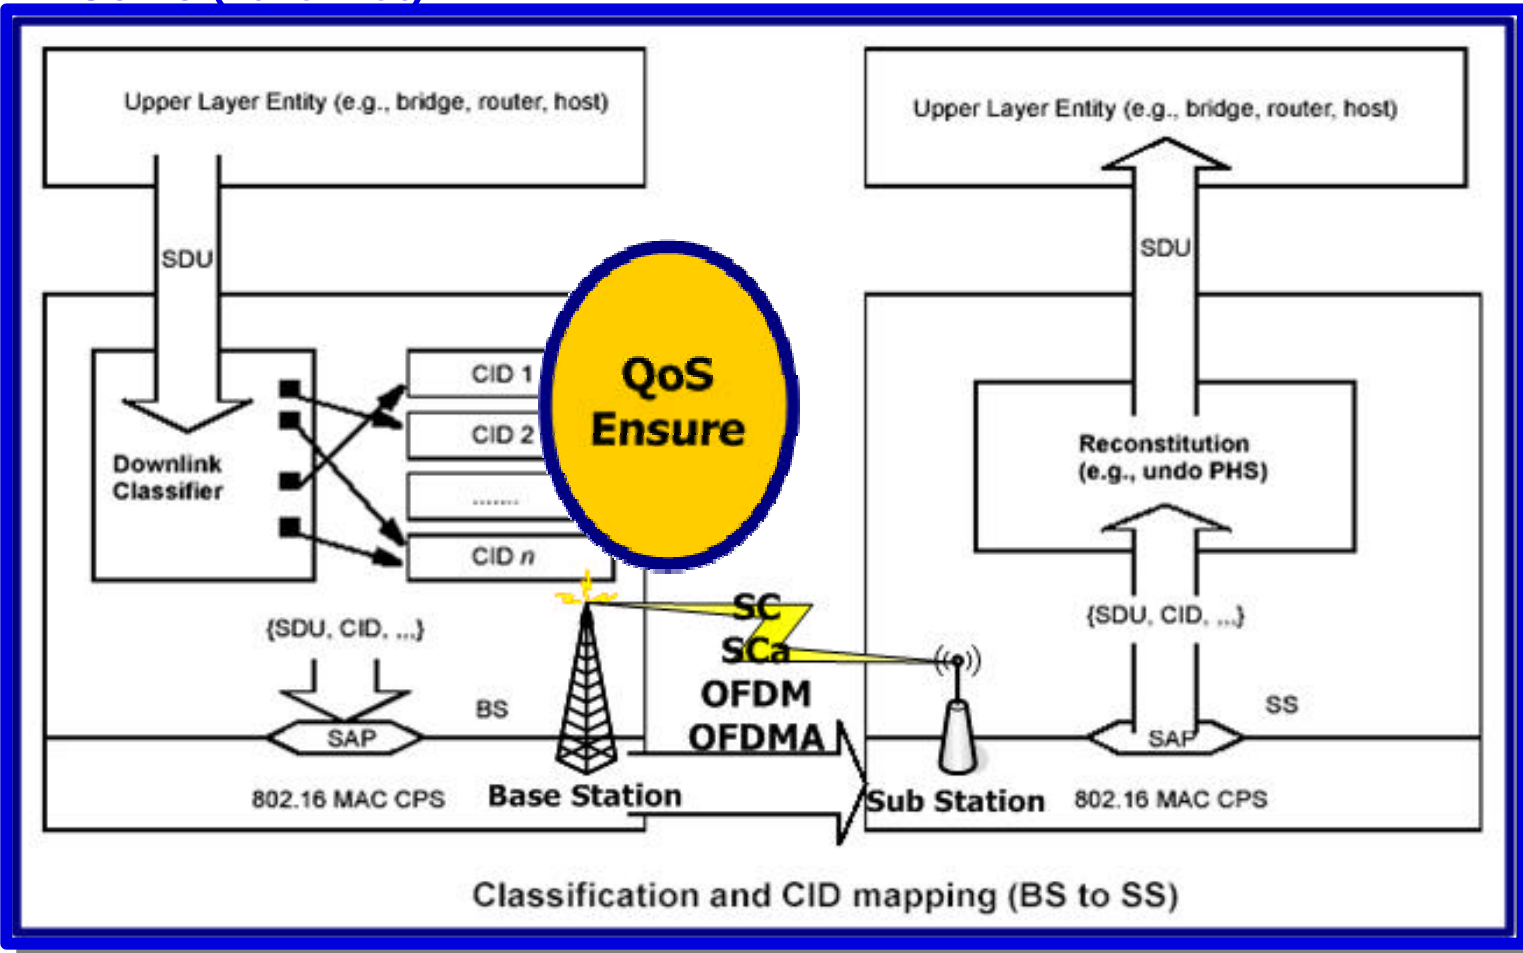 Upper Layer Entity (e.g., bridge, router, host)
SDU
Downlink
Classifier
CID 1
CID 2
.......
CID n
{SDU, CID, ...}
SAP
BS
802.16 MAC CPS
Base Station
QoS
Ensure
SC
SCa
OFDM
OFDMA
Upper Layer Entity (e.g., bridge, router, host)
SDU
Reconstitution
(e.g., undo PHS)
{SDU, CID, ...}
SAP
SS
Sub Station
802.16 MAC CPS
Classification and CID mapping (BS to SS)